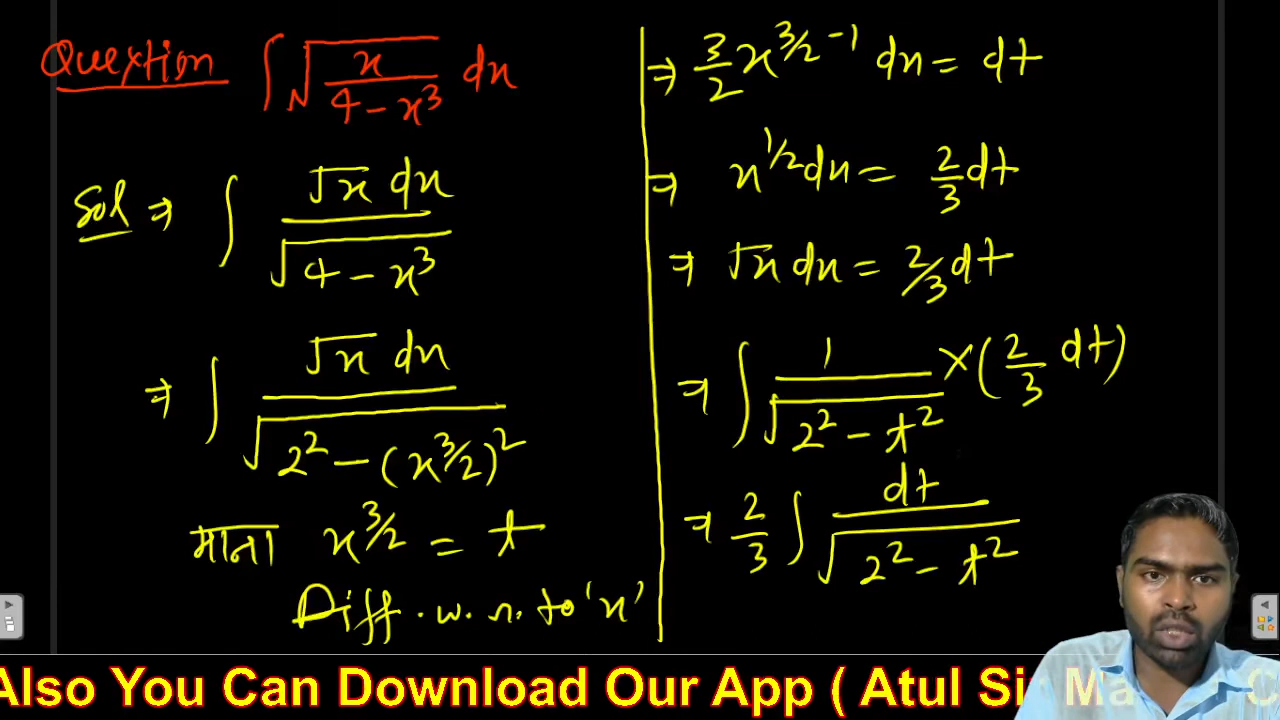 Question ∫ √(x/(4-x³)) dx
Sol ⇒ ∫ √x dx / √(4-x³)
⇒ ∫ √x dx / √(2² - (x^3/2)²)
माना x^3/2 = t
Diff. w. r. to 'x'
⇒ 3/2 x^(3/2 -1) dx = dt
⇒ x^1/2 dx = 2/3 dt
⇒ √x dx = 2/3 dt
⇒ ∫ 1/√(2² - t²) × (2/3 dt)
⇒ 2/3 ∫ dt/√(2² - t²)
Also You Can Download Our App ( Atul Sir